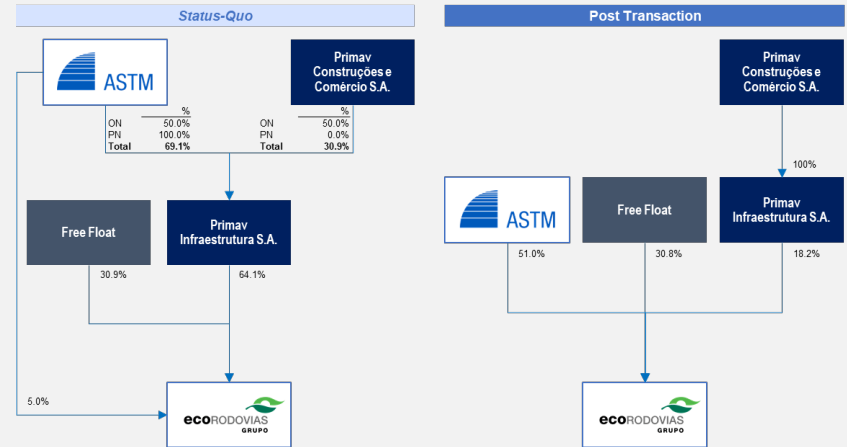 Status-Quo
ASTM
Primav
Construções e
Comércio S.A.
% %
ON 50.0% ON 50.0%
PN 100.0% PN 0.0%
Total 69.1% Total 30.9%
Free Float
Primav
Infraestrutura S.A.
30.9% 64.1%
5.0%
ecoRODOVIAS
GRUPO
Post Transaction
Primav
Construções e
Comércio S.A.
100%
ASTM
Free Float
Primav
Infraestrutura S.A.
51.0% 30.8% 18.2%
ecoRODOVIAS
GRUPO